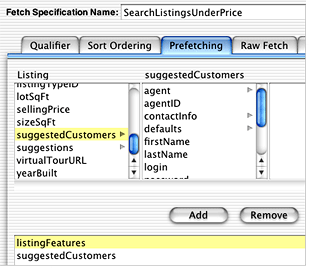 Fetch Specification Name: SearchListingsUnderPrice
Qualifier Sort Ordering Prefetching Raw Fetch
Listing suggestedCustomers
listingTypeID agent
lotSqFt agentID
sellingPrice contactInfo
sizeSqFt defaults
suggestedCustomers firstName
suggestions lastName
virtualTourURL login
yearBuilt password
Add Remove
listingFeatures
suggestedCustomers